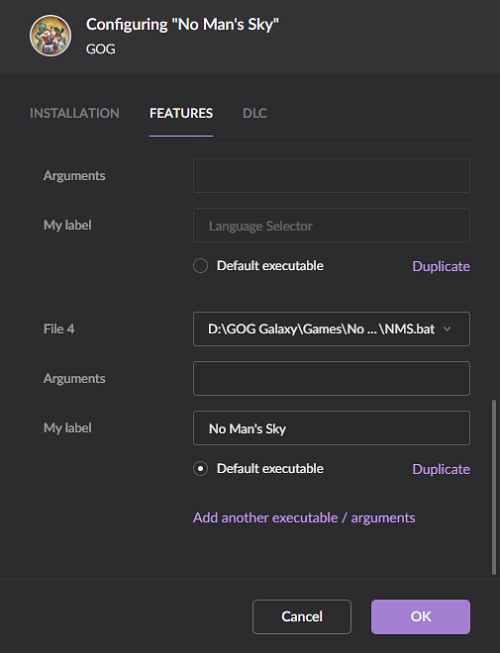 Configuring "No Man's Sky"
GOG
INSTALLATION FEATURES DLC
Arguments
My label Language Selector
Default executable Duplicate
File 4 D:\GOG Galaxy\Games\No ... \NMS.bat
Arguments
My label No Man's Sky
Default executable Duplicate
Add another executable / arguments
Cancel OK